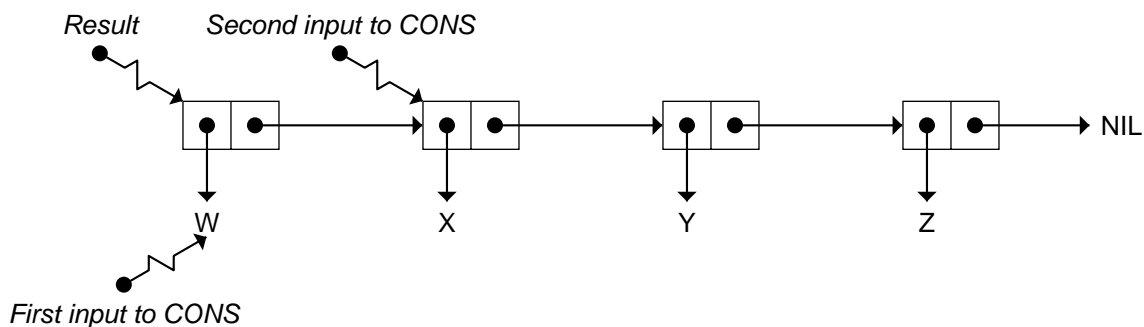 Result
Second input to CONS
NIL
W
X
Y
Z
First input to CONS